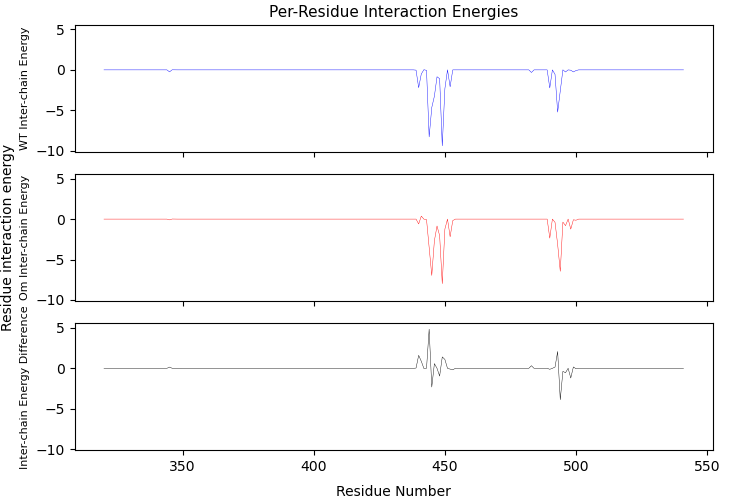 Per-Residue Interaction Energies
Residue interaction energy
WT Inter-chain Energy
5
0
−5
−10
Om Inter-chain Energy
5
0
−5
−10
Inter-chain Energy Difference
5
0
−5
−10
350 400 450 500 550
Residue Number